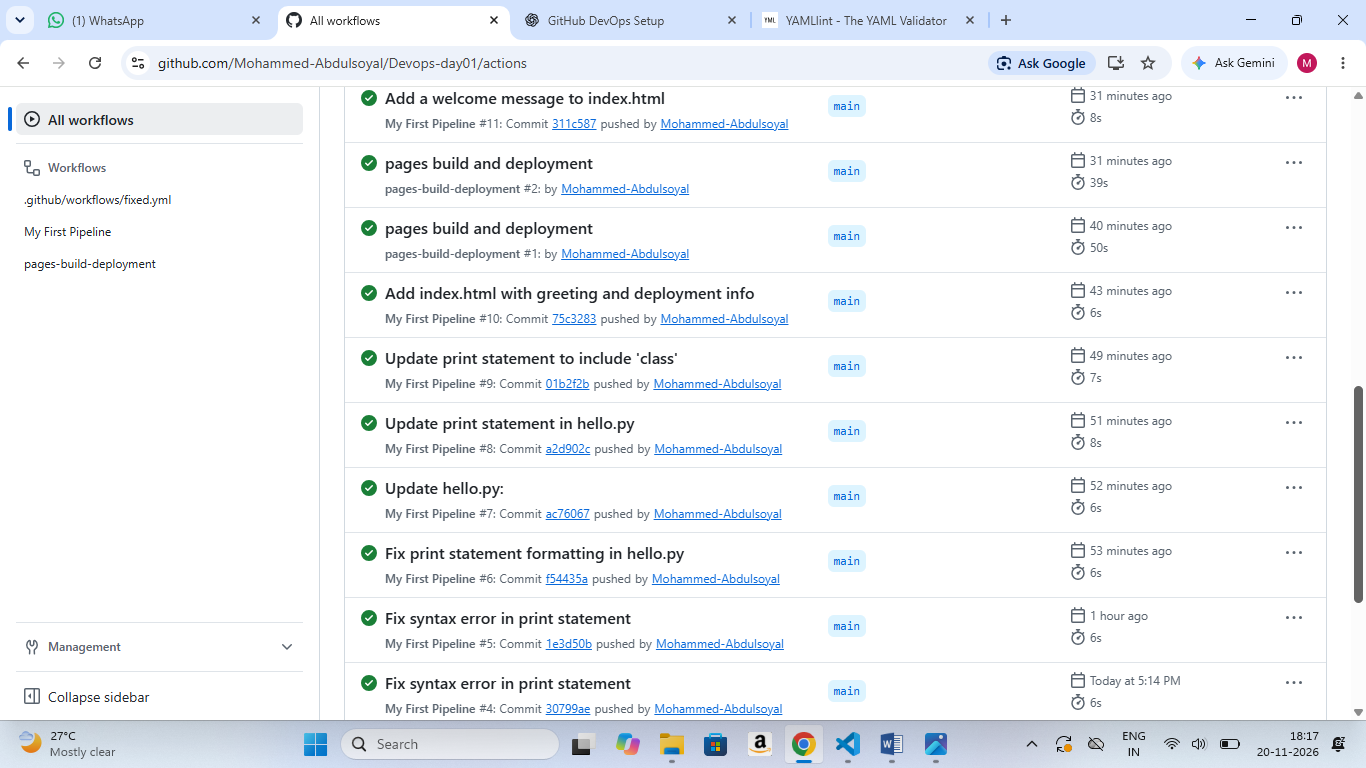 (1) WhatsApp
All workflows
GitHub DevOps Setup
YML YAMLlint - The YAML Validator
github.com/Mohammed-Abdulsoyal/Devops-day01/actions
Ask Google
Ask Gemini
M
All workflows
Workflows
.github/workflows/fixed.yml
My First Pipeline
pages-build-deployment
Management
Collapse sidebar
Add a welcome message to index.html
main
31 minutes ago
My First Pipeline #11: Commit 311c587 pushed by Mohammed-Abdulsoyal
8s
pages build and deployment
main
31 minutes ago
pages-build-deployment #2: by Mohammed-Abdulsoyal
39s
pages build and deployment
main
40 minutes ago
pages-build-deployment #1: by Mohammed-Abdulsoyal
50s
Add index.html with greeting and deployment info
main
43 minutes ago
My First Pipeline #10: Commit 75c3283 pushed by Mohammed-Abdulsoyal
6s
Update print statement to include 'class'
main
49 minutes ago
My First Pipeline #9: Commit 01b2f2b pushed by Mohammed-Abdulsoyal
7s
Update print statement in hello.py
main
51 minutes ago
My First Pipeline #8: Commit a2d902c pushed by Mohammed-Abdulsoyal
8s
Update hello.py:
main
52 minutes ago
My First Pipeline #7: Commit ac76067 pushed by Mohammed-Abdulsoyal
6s
Fix print statement formatting in hello.py
main
53 minutes ago
My First Pipeline #6: Commit f54435a pushed by Mohammed-Abdulsoyal
6s
Fix syntax error in print statement
main
1 hour ago
My First Pipeline #5: Commit 1e3d50b pushed by Mohammed-Abdulsoyal
6s
Fix syntax error in print statement
main
Today at 5:14 PM
My First Pipeline #4: Commit 30799ae pushed by Mohammed-Abdulsoyal
6s
27°C
Mostly clear
Search
ENG
IN
18:17
20-11-2026